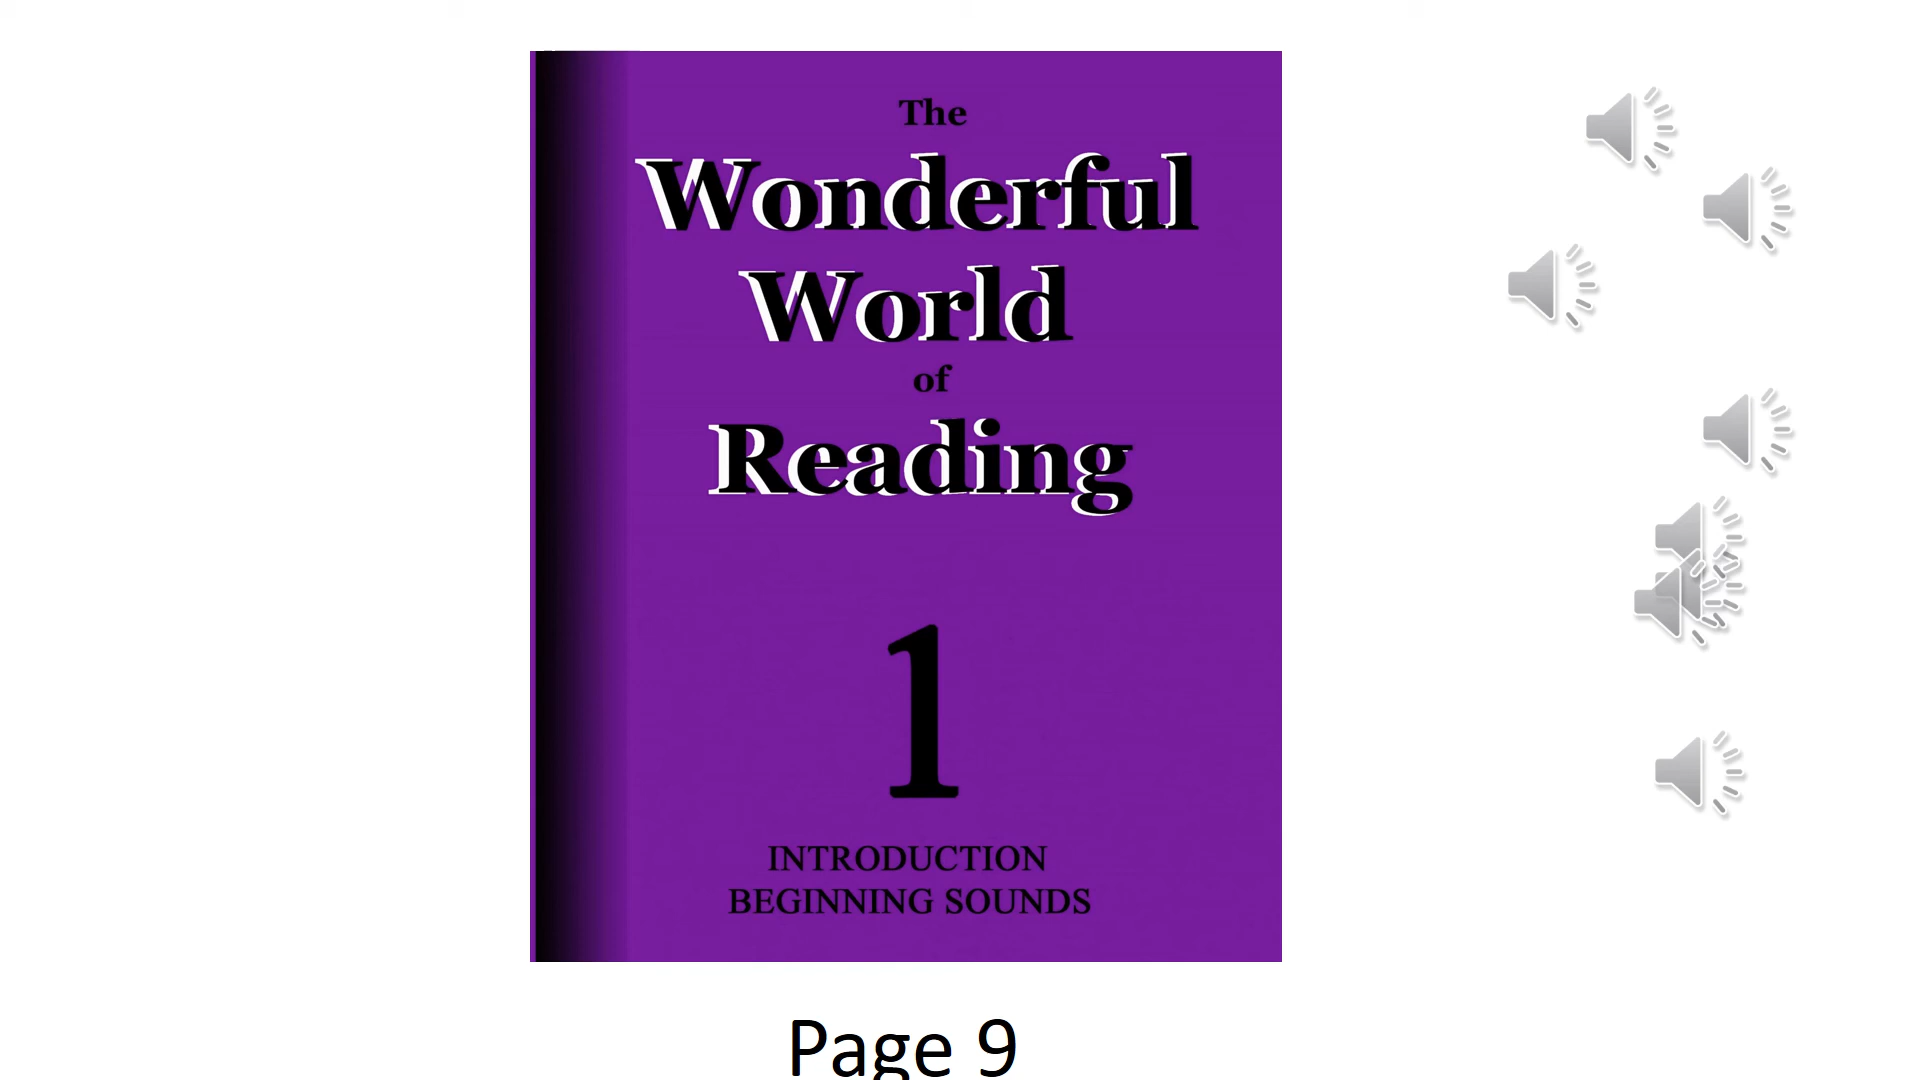 The
Wonderful
World
of
Reading
1
INTRODUCTION
BEGINNING SOUNDS
Page 9